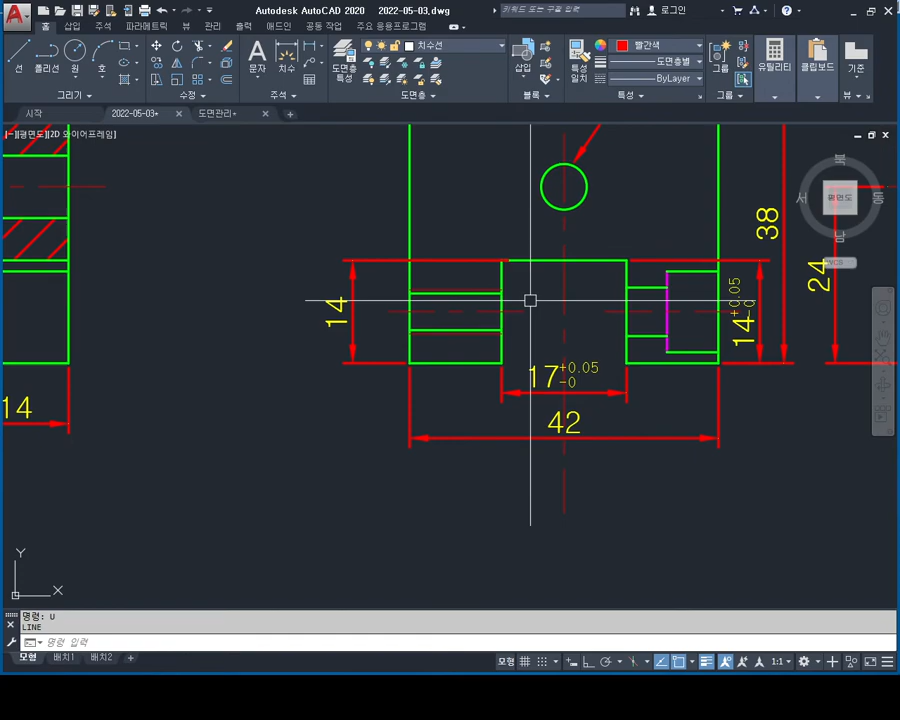 Autodesk AutoCAD 2020 2022-05-03.dwg
키워드 또는 구문 입력
로그인
홈 삽입 주석 파라메트릭 뷰 관리 출력 애드인 공동 작업 주요 응용프로그램
치수선
빨간색
도면층별
ByLayer
선 폴리선 원 호
문자 치수
도면층 특성
삽입
특성 일치
그룹
유틸리티
클립보드
기준
그리기 수정 주석 도면층 블록 특성 그룹 뷰
시작 2022-05-03* 도면관리*
[-][평면도][2D 와이어프레임]
북
서 평면도 동
남
WCS
38
24
14
14 +0.05 -0
17 +0.05 -0
14
42
Y
X
명령: U
LINE
명령 입력
모형 배치1 배치2
모형 1:1